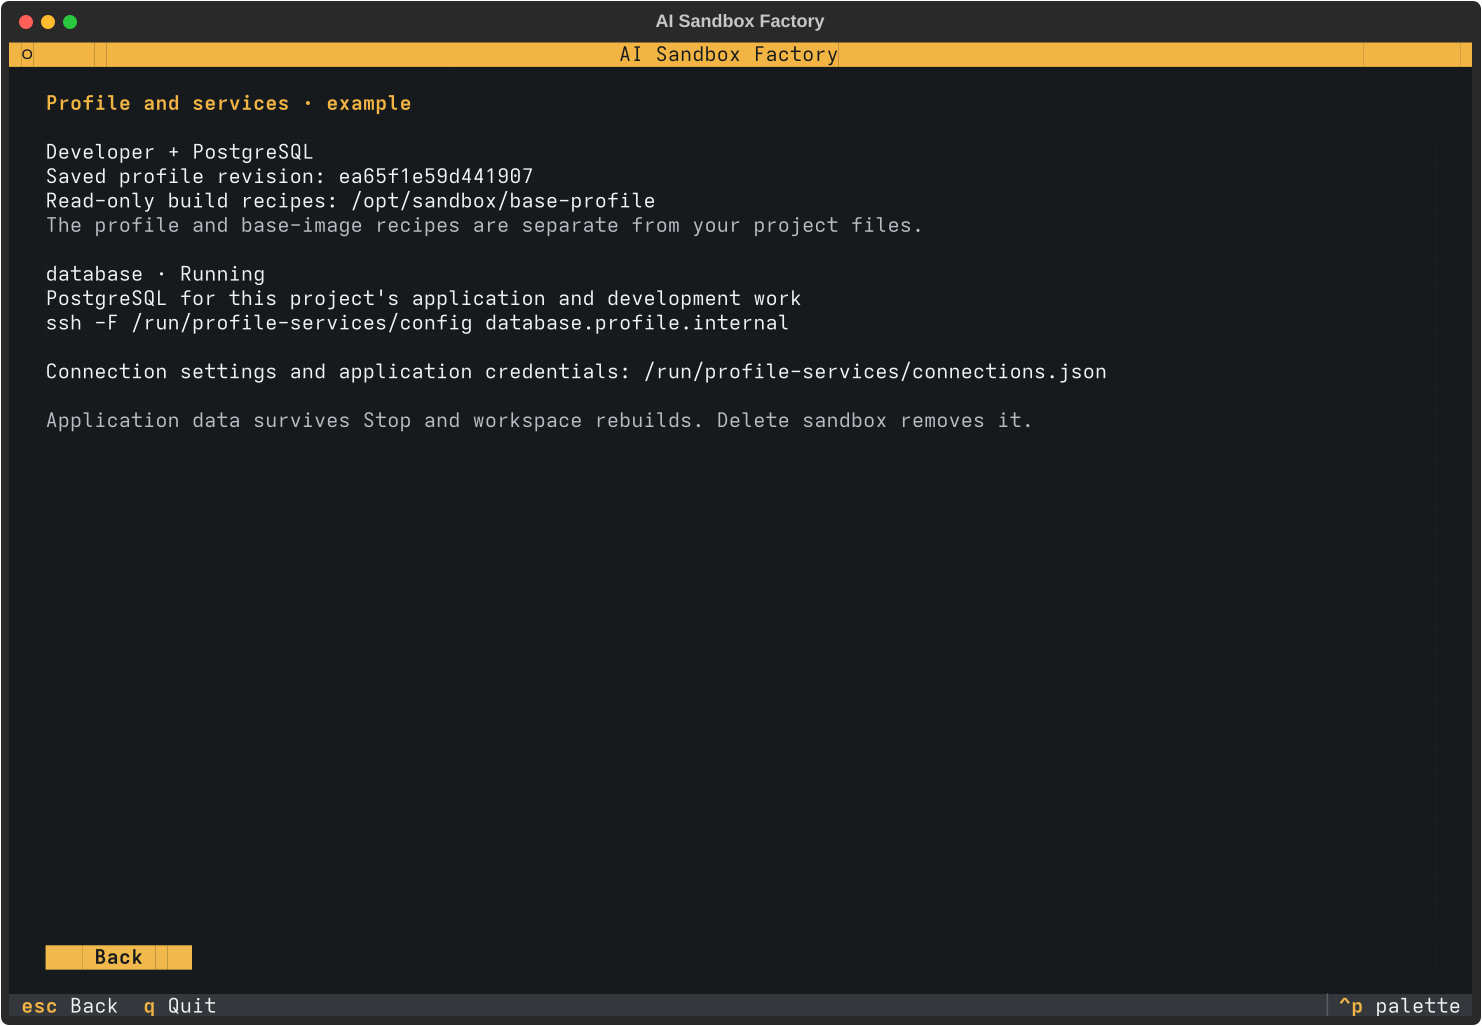 AI Sandbox Factory
O AI Sandbox Factory
Profile and services · example
Developer + PostgreSQL
Saved profile revision: ea65f1e59d441907
Read-only build recipes: /opt/sandbox/base-profile
The profile and base-image recipes are separate from your project files.
database · Running
PostgreSQL for this project's application and development work
ssh -F /run/profile-services/config database.profile.internal
Connection settings and application credentials: /run/profile-services/connections.json
Application data survives Stop and workspace rebuilds. Delete sandbox removes it.
Back
esc Back q Quit ^p palette